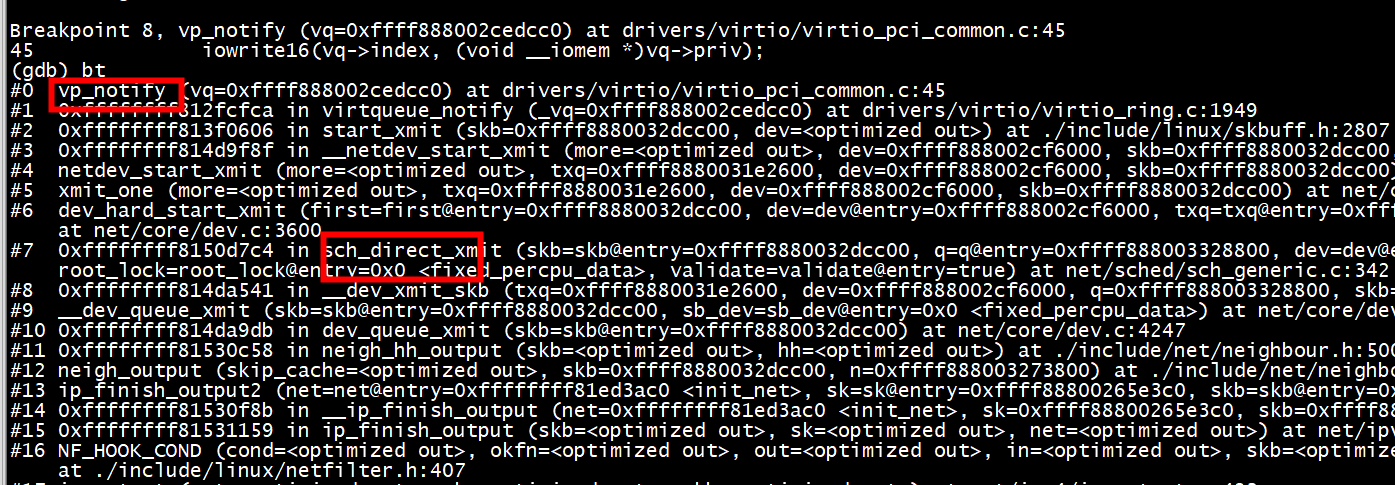 Breakpoint 8, vp_notify (vq=0xffff888002cedcc0) at drivers/virtio/virtio_pci_common.c:45
45              iowrite16(vq->index, (void __iomem *)vq->priv);
(gdb) bt
#0  vp_notify (vq=0xffff888002cedcc0) at drivers/virtio/virtio_pci_common.c:45
#1  0xffffffff812fcfca in virtqueue_notify (_vq=0xffff888002cedcc0) at drivers/virtio/virtio_ring.c:1949
#2  0xffffffff813f0606 in start_xmit (skb=0xffff8880032dcc00, dev=<optimized out>) at ./include/linux/skbuff.h:2807
#3  0xffffffff814d9f8f in __netdev_start_xmit (more=<optimized out>, dev=0xffff888002cf6000, skb=0xffff8880032dcc00,
#4  netdev_start_xmit (more=<optimized out>, txq=0xffff8880031e2600, dev=0xffff888002cf6000, skb=0xffff8880032dcc00,
#5  xmit_one (more=<optimized out>, txq=0xffff8880031e2600, dev=0xffff888002cf6000, skb=0xffff8880032dcc00) at net/c
#6  dev_hard_start_xmit (first=first@entry=0xffff8880032dcc00, dev=dev@entry=0xffff888002cf6000, txq=txq@entry=0xfff
    at net/core/dev.c:3600
#7  0xffffffff8150d7c4 in sch_direct_xmit (skb=skb@entry=0xffff8880032dcc00, q=q@entry=0xffff888003328800, dev=dev@e
    root_lock=root_lock@entry=0x0 <fixed_percpu_data>, validate=validate@entry=true) at net/sched/sch_generic.c:342
#8  0xffffffff814da541 in __dev_xmit_skb (txq=0xffff8880031e2600, dev=0xffff888002cf6000, q=0xffff888003328800, skb=
#9  __dev_queue_xmit (skb=skb@entry=0xffff8880032dcc00, sb_dev=sb_dev@entry=0x0 <fixed_percpu_data>) at net/core/dev
#10 0xffffffff814da9db in dev_queue_xmit (skb=skb@entry=0xffff8880032dcc00) at net/core/dev.c:4247
#11 0xffffffff81530c58 in neigh_hh_output (skb=<optimized out>, hh=<optimized out>) at ./include/net/neighbour.h:500
#12 neigh_output (skip_cache=<optimized out>, skb=0xffff8880032dcc00, n=0xffff888003273800) at ./include/net/neighbo
#13 ip_finish_output2 (net=net@entry=0xffffffff81ed3ac0 <init_net>, sk=sk@entry=0xffff88800265e3c0, skb=skb@entry=0x
#14 0xffffffff81530f8b in __ip_finish_output (net=0xffffffff81ed3ac0 <init_net>, sk=0xffff88800265e3c0, skb=0xffff88
#15 0xffffffff81531159 in ip_finish_output (skb=<optimized out>, sk=<optimized out>, net=<optimized out>) at net/ipv
#16 NF_HOOK_COND (cond=<optimized out>, okfn=<optimized out>, out=<optimized out>, in=<optimized out>, skb=<optimize
    at ./include/linux/netfilter.h:407